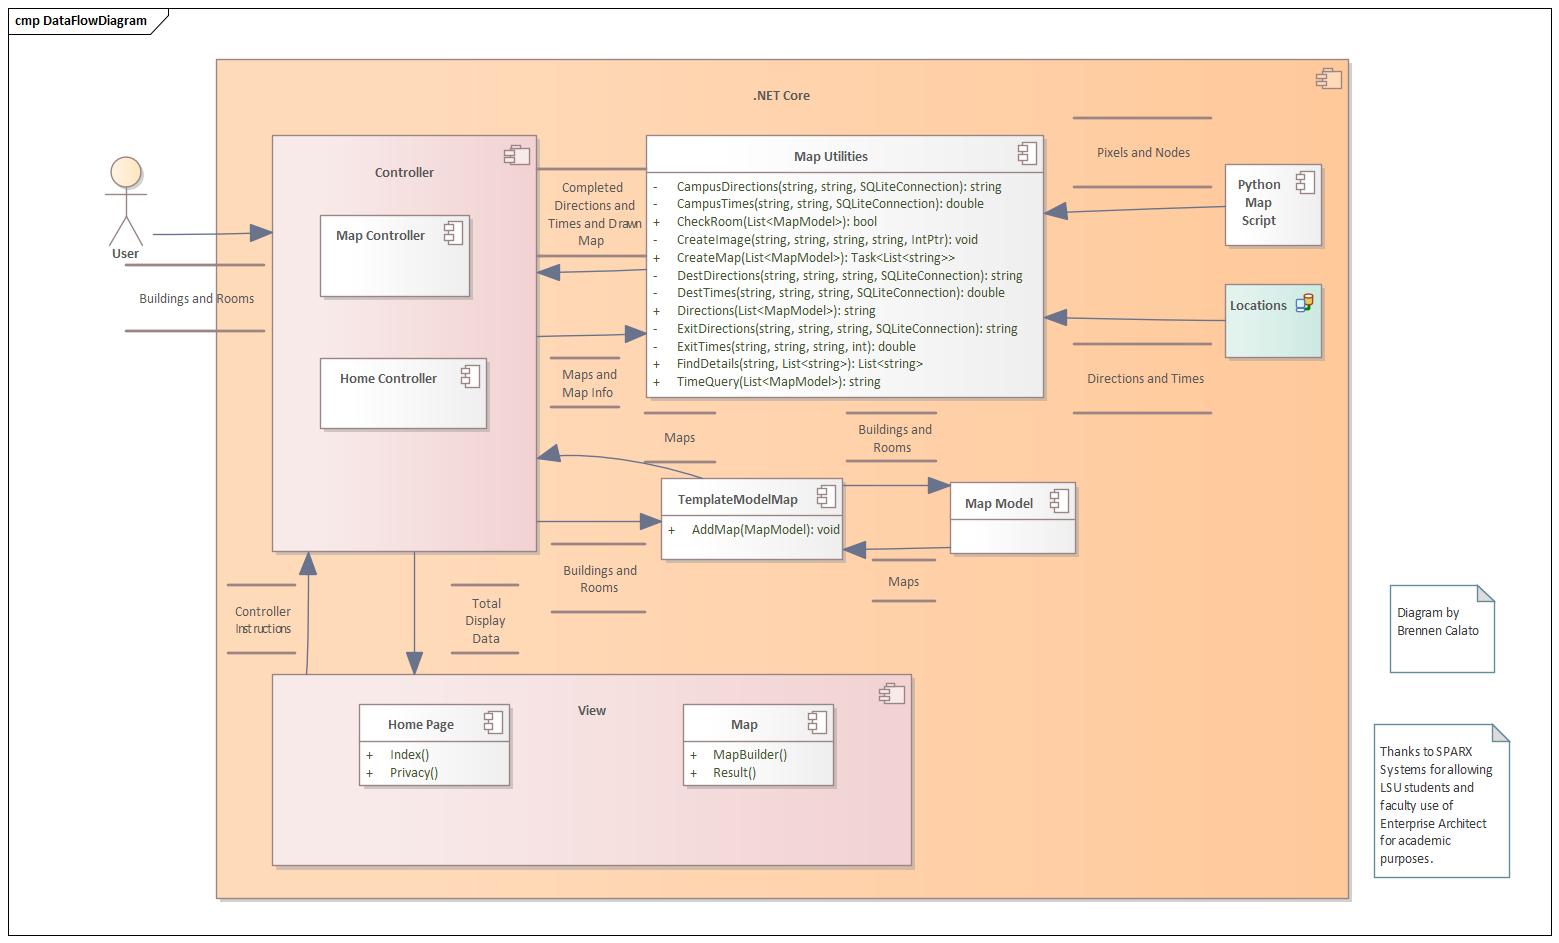 cmp DataFlowDiagram
.NET Core
User
Buildings and Rooms
Controller
Map Controller
Home Controller
Completed
Directions and
Times and Drawn
Map
Maps and
Map Info
Map Utilities
- CampusDirections(string, string, SQLiteConnection): string
- CampusTimes(string, string, SQLiteConnection): double
+ CheckRoom(List<MapModel>): bool
- CreateImage(string, string, string, string, IntPtr): void
+ CreateMap(List<MapModel>): Task<List<string>>
- DestDirections(string, string, string, SQLiteConnection): string
- DestTimes(string, string, string, SQLiteConnection): double
+ Directions(List<MapModel>): string
- ExitDirections(string, string, string, SQLiteConnection): string
- ExitTimes(string, string, string, int): double
+ FindDetails(string, List<string>): List<string>
+ TimeQuery(List<MapModel>): string
Pixels and Nodes
Python
Map
Script
Locations
Directions and Times
Maps
Buildings and
Rooms
TemplateModelMap
+ AddMap(MapModel): void
Map Model
Buildings and
Rooms
Maps
Controller
Instructions
Total
Display
Data
View
Home Page
+ Index()
+ Privacy()
Map
+ MapBuilder()
+ Result()
Diagram by
Brennen Calato
Thanks to SPARX
Systems for allowing
LSU students and
faculty use of
Enterprise Architect
for academic
purposes.